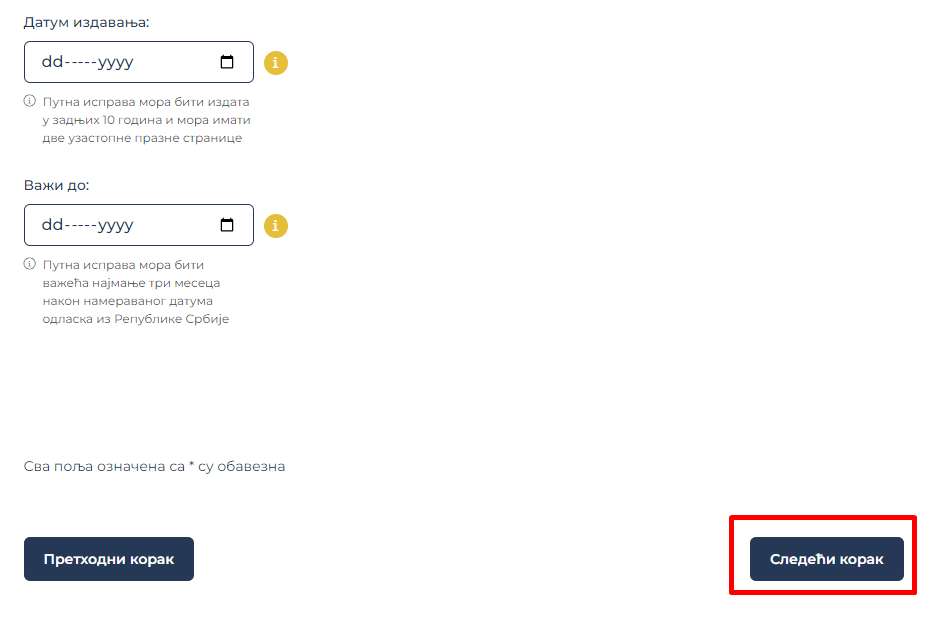 Датум издавања:
dd-----yyyy
Путна исправа мора бити издата
у задњих 10 година и мора имати
две узастопне празне странице
Важи до:
dd-----yyyy
Путна исправа мора бити
важећа најмање три месеца
након намераваног датума
одласка из Републике Србије
Сва поља означена са * су обавезна
Претходни корак
Следећи корак